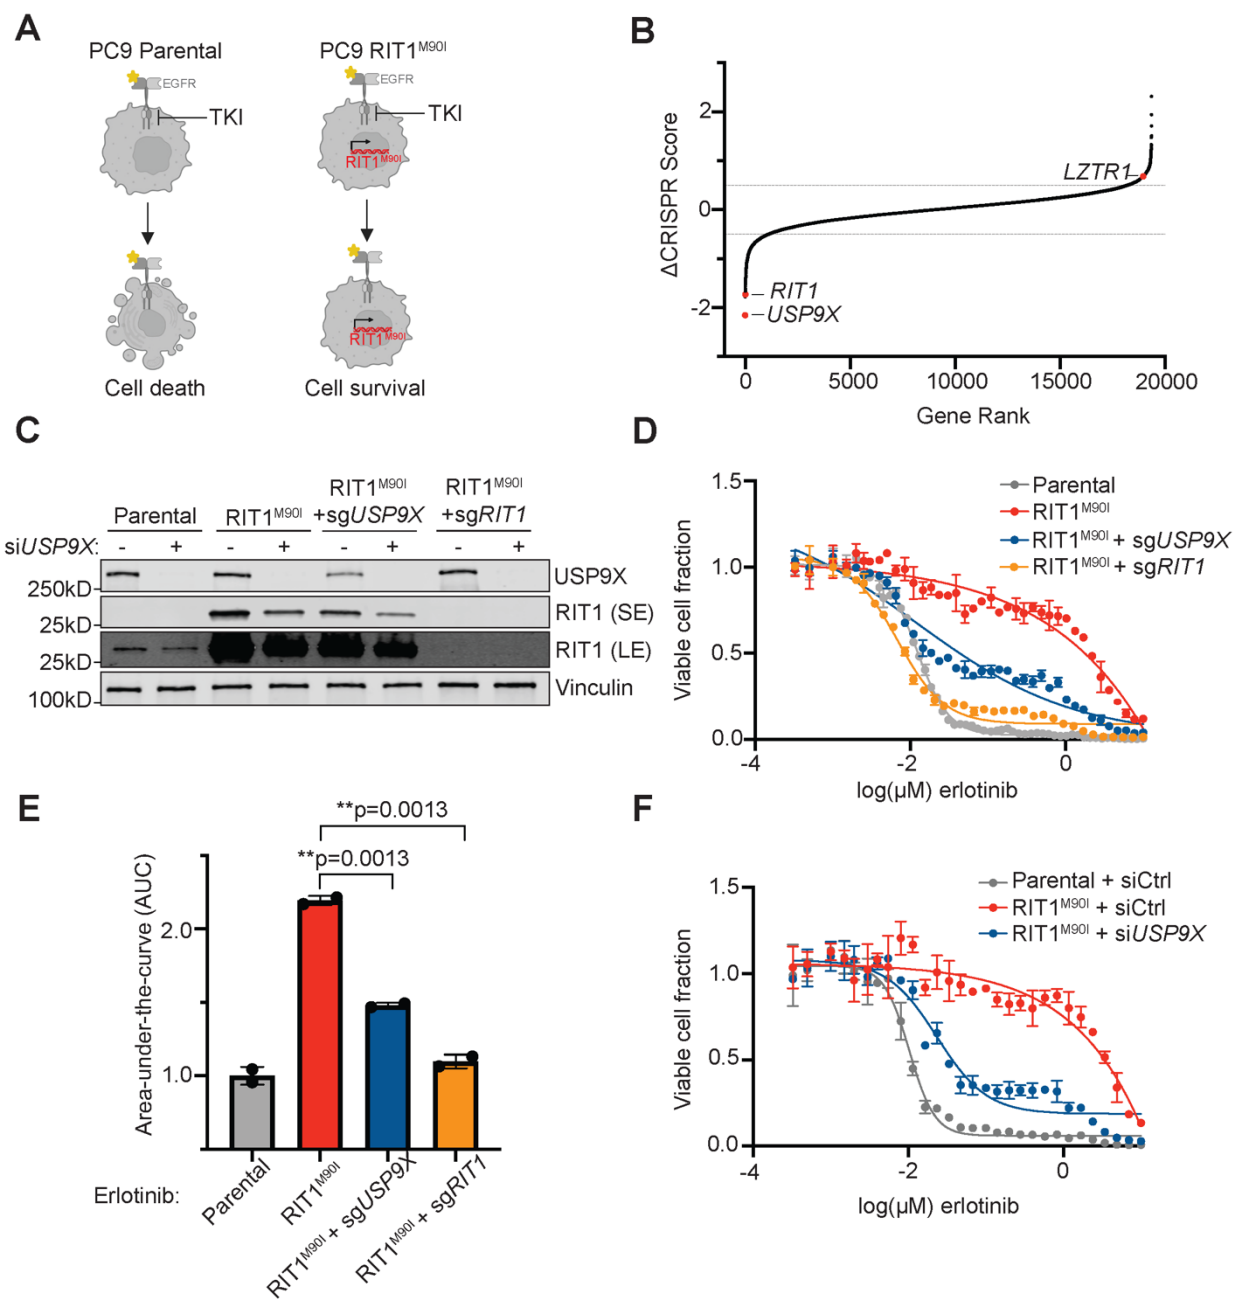 A
PC9 Parental
PC9 RIT1M90I
EGFR
EGFR
TKI
TKI
RIT1M90I
RIT1M90I
Cell death
Cell survival
B
ΔCRISPR Score
2
0
-2
LZTR1
RIT1
USP9X
0 5000 10000 15000 20000
Gene Rank
C
Parental
RIT1M90I
RIT1M90I
+sgUSP9X
RIT1M90I
+sgRIT1
siUSP9X: - + - + - + - +
250kD
USP9X
25kD
RIT1 (SE)
25kD
RIT1 (LE)
100kD
Vinculin
D
Viable cell fraction
1.5
1.0
0.5
0.0
-4 -2 0
log(µM) erlotinib
Parental
RIT1M90I
RIT1M90I + sgUSP9X
RIT1M90I + sgRIT1
E
**p=0.0013
**p=0.0013
Area-under-the-curve (AUC)
2.0
1.0
Erlotinib:
Parental
RIT1M90I
RIT1M90I + sgUSP9X
RIT1M90I + sgRIT1
F
Viable cell fraction
1.5
1.0
0.5
0.0
-4 -2 0
log(µM) erlotinib
Parental + siCtrl
RIT1M90I + siCtrl
RIT1M90I + siUSP9X